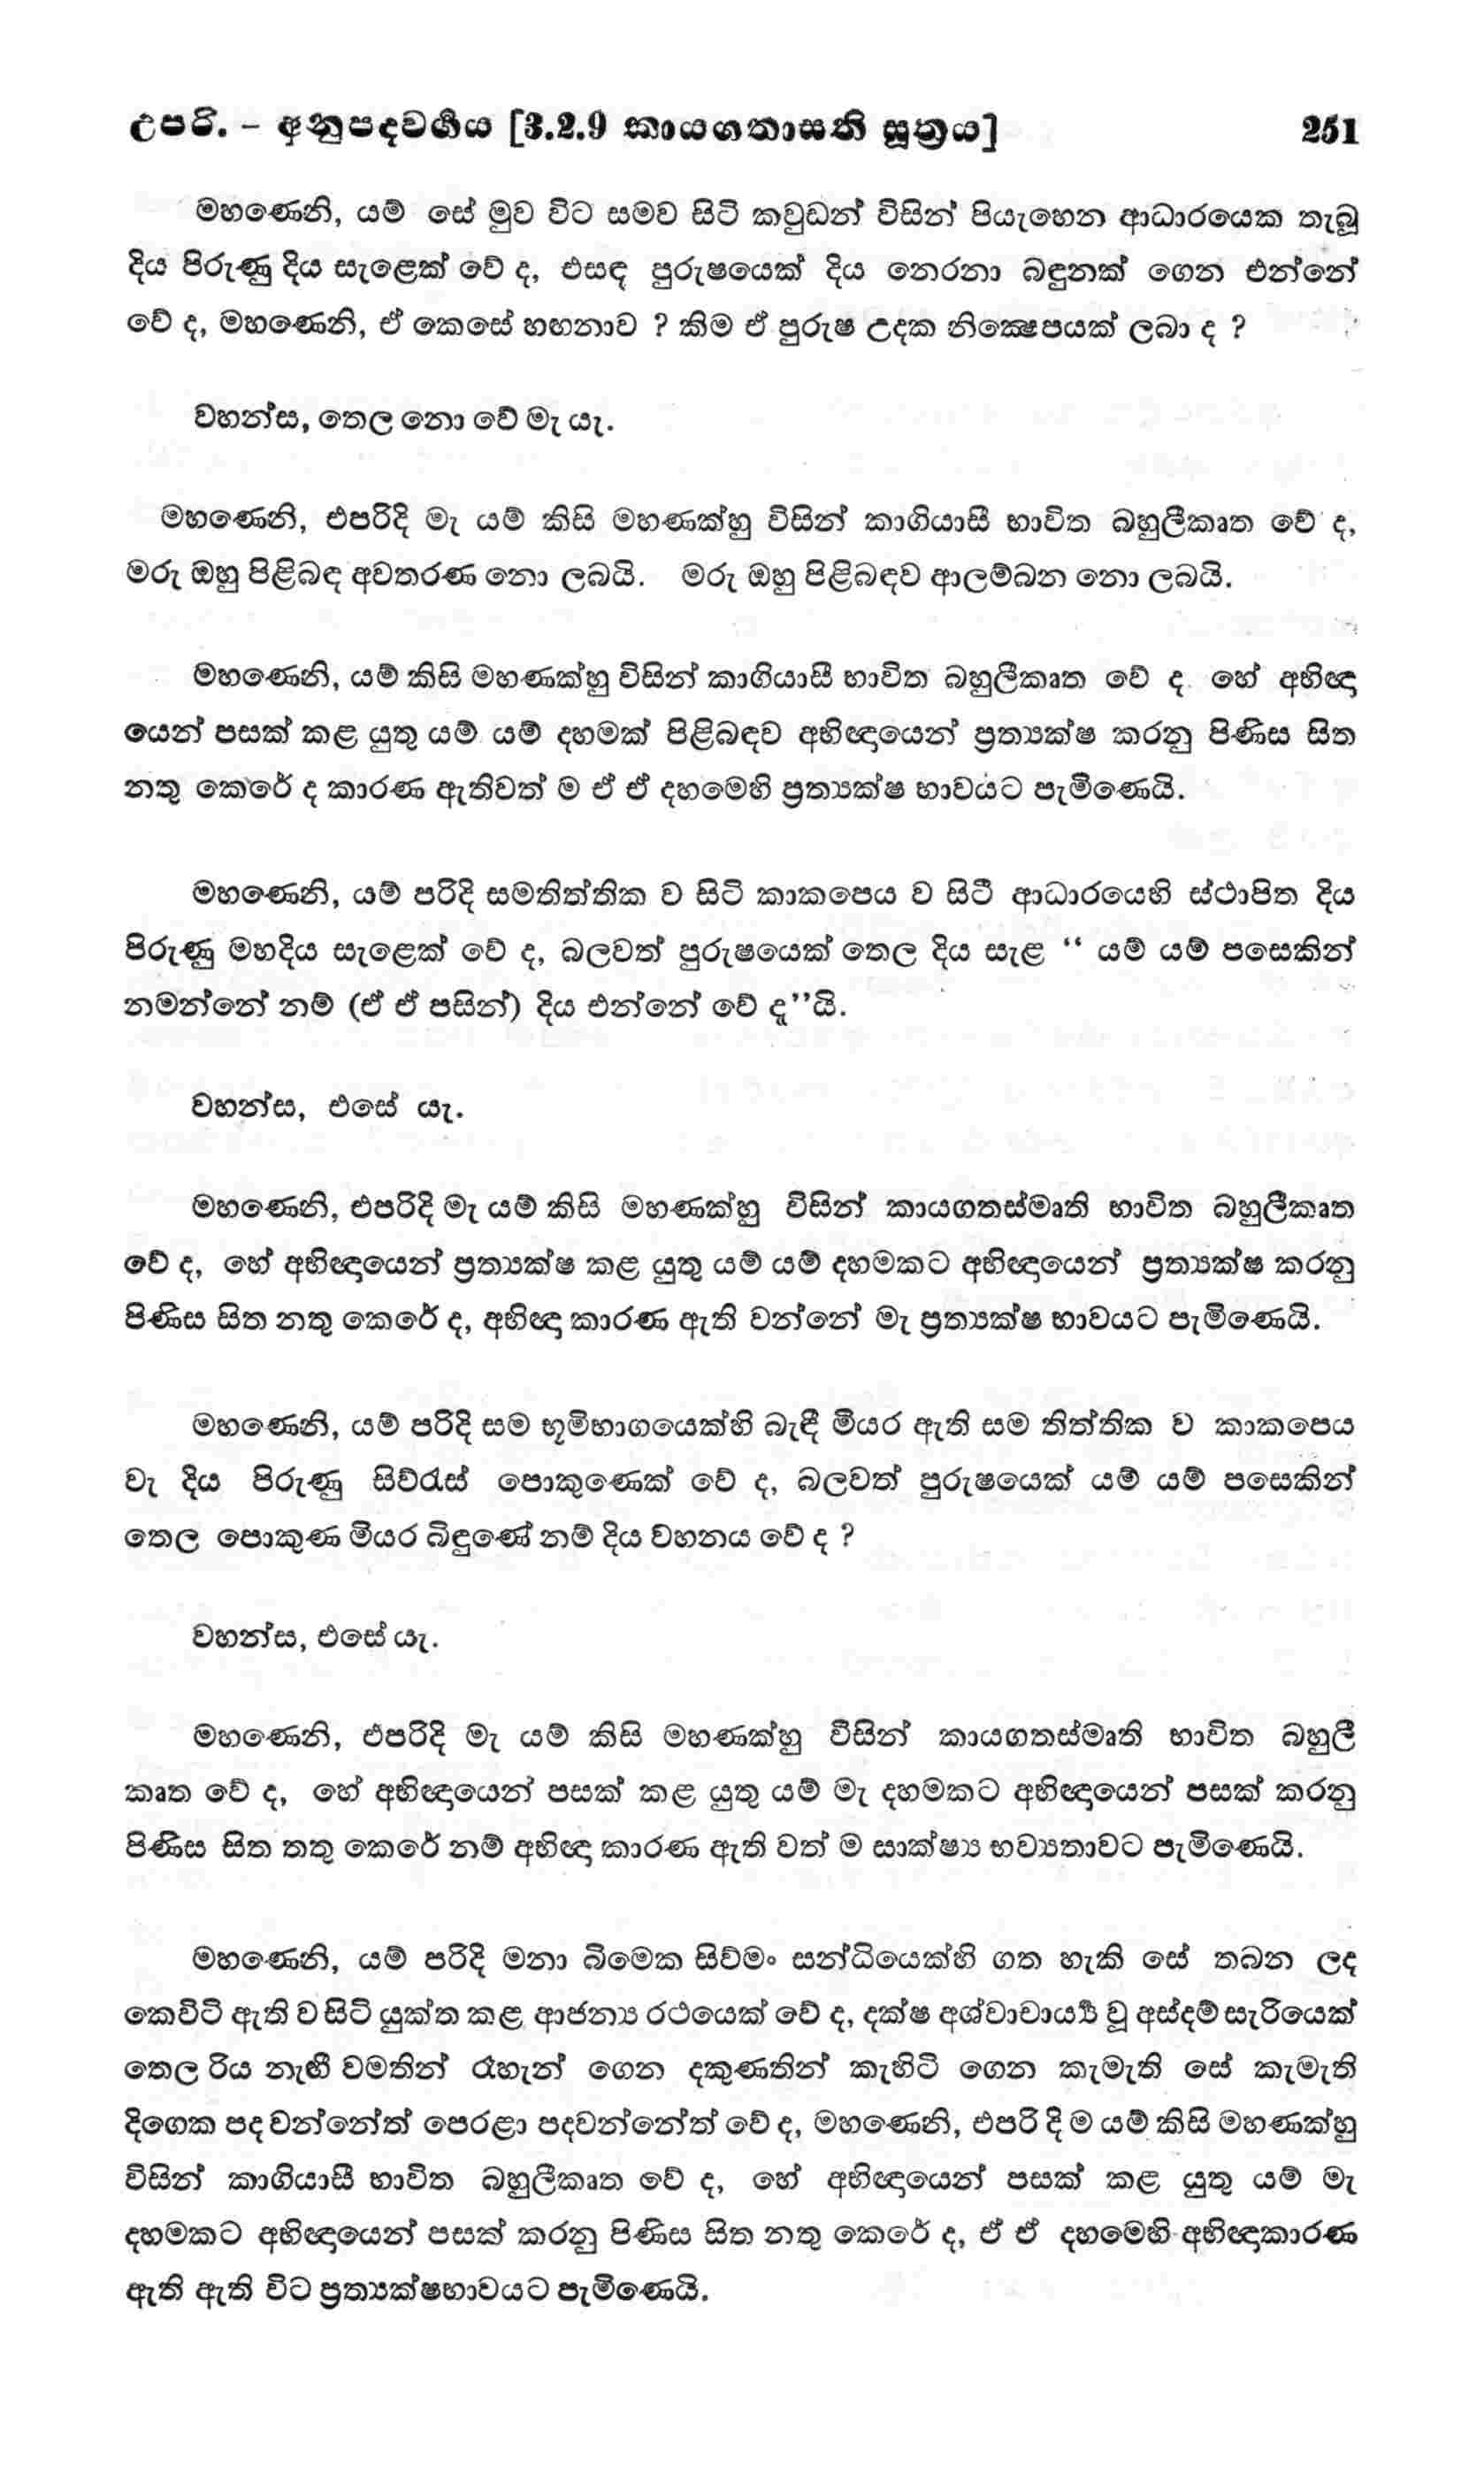 උපරි. - අනුපදවර්‍ගය [3.2.9 කායගතාසති සූත්‍රය] 251
මහණෙනි, යම් සේ මුව විට සමව සිටි කවුඩන් විසින් පියැහෙන ආධාරයෙක තැබූ
දිය පිරුණු දිය සැළෙක් වේ ද, එසඳ පුරුෂයෙක් දිය නෙරනා බඳුනක් ගෙන එන්නේ
වේ ද, මහණෙනි, ඒ කෙසේ හඟනාව ? කිම ඒ පුරුෂ උදක නික්‍ෂෙපයක් ලබා ද ?
වහන්ස, තෙල නො වේ මැ යැ.
මහණෙනි, එපරිදි මැ යම් කිසි මහණක්හු විසින් කාගියාසී භාවිත බහුලීකෘත වේ ද,
මරු ඔහු පිළිබඳ අවතරණ නො ලබයි. මරු ඔහු පිළිබඳව ආලම්බන නො ලබයි.
මහණෙනි, යම් කිසි මහණක්හු විසින් කාගියාසී භාවිත බහුලීකෘත වේ ද හේ අභිඥා
යෙන් පසක් කළ යුතු යම් යම් දහමක් පිළිබඳව අභිඥායෙන් ප්‍රත්‍යක්ෂ කරනු පිණිස සිත
නතු කෙරේ ද කාරණ ඇතිවත් ම ඒ ඒ දහමෙහි ප්‍රත්‍යක්ෂ භාවයට පැමිණෙයි.
මහණෙනි, යම් පරිදි සමතිත්තික ව සිටි කාකපෙය ව සිටී ආධාරයෙහි ස්ථාපිත දිය
පිරුණු මහදිය සැළෙක් වේ ද, බලවත් පුරුෂයෙක් තෙල දිය සැළ “ යම් යම් පසෙකින්
නමන්නේ නම් (ඒ ඒ පසින්) දිය එන්නේ වේ දැ”යි.
වහන්ස, එසේ යැ.
මහණෙනි, එපරිදි මැ යම් කිසි මහණක්හු විසින් කායගතස්මෘති භාවිත බහුලීකෘත
වේ ද, හේ අභිඥායෙන් ප්‍රත්‍යක්ෂ කළ යුතු යම් යම් දහමකට අභිඥායෙන් ප්‍රත්‍යක්ෂ කරනු
පිණිස සිත නතු කෙරේ ද, අභිඥා කාරණ ඇති වන්නේ මැ ප්‍රත්‍යක්ෂ භාවයට පැමිණෙයි.
මහණෙනි, යම් පරිදි සම භූමිභාගයෙක්හි බැඳී මියර ඇති සම තිත්තික ව කාකපෙය
වැ දිය පිරුණු සිව්රැස් පොකුණෙක් වේ ද, බලවත් පුරුෂයෙක් යම් යම් පසෙකින්
තෙල පොකුණ මියර බිඳුණේ නම් දිය වහනය වේ ද ?
වහන්ස, එසේ යැ.
මහණෙනි, එපරිදි මැ යම් කිසි මහණක්හු විසින් කායගතස්මෘති භාවිත බහුලී
කෘත වේ ද, හේ අභිඥායෙන් පසක් කළ යුතු යම් මැ දහමකට අභිඥායෙන් පසක් කරනු
පිණිස සිත තතු කෙරේ නම් අභිඥා කාරණ ඇති වත් ම සාක්ෂ්‍ය භව්‍යතාවට පැමිණෙයි.
මහණෙනි, යම් පරිදි මනා බිමෙක සිව්මං සන්ධියෙක්හි ගත හැකි සේ තබන ලද
කෙවිටි ඇති ව සිටි යුක්ත කළ ආජන්‍ය රථයෙක් වේ ද, දක්ෂ අශ්වාචාර්‍ය්‍ය වූ අස්දම් සැරියෙක්
තෙල රිය නැඟී වමතින් රෑහැන් ගෙන දකුණතින් කැහිටි ගෙන කැමැති සේ කැමැති
දිගෙක පදවන්නේත් පෙරළා පදවන්නේත් වේ ද, මහණෙනි, එපරිදි ම යම් කිසි මහණක්හු
විසින් කාගියාසී භාවිත බහුලීකෘත වේ ද, හේ අභිඥායෙන් පසක් කළ යුතු යම් මැ
දහමකට අභිඥායෙන් පසක් කරනු පිණිස සිත නතු කෙරේ ද, ඒ ඒ දහමෙහි අභිඥාකාරණ
ඇති ඇති විට ප්‍රත්‍යක්ෂභාවයට පැමිණෙයි.